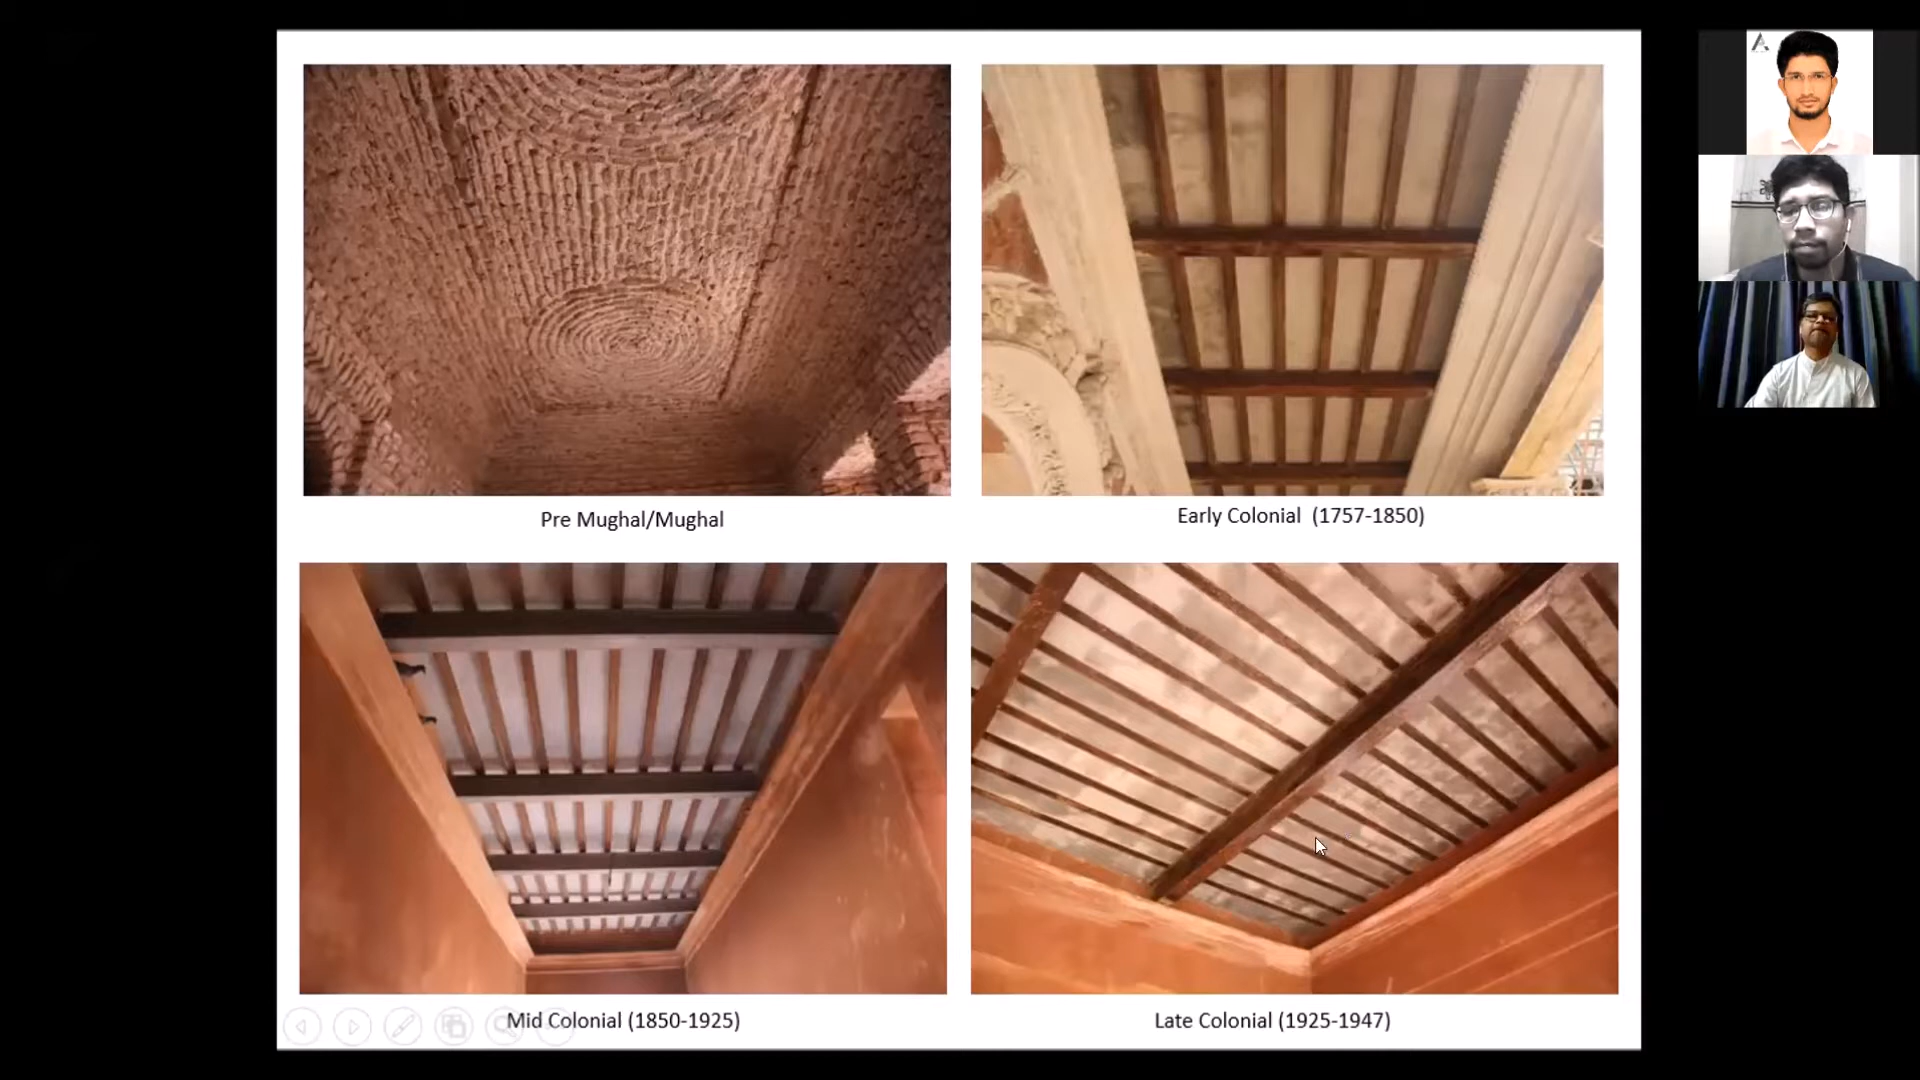 Pre Mughal/Mughal
Early Colonial (1757-1850)
Mid Colonial (1850-1925)
Late Colonial (1925-1947)